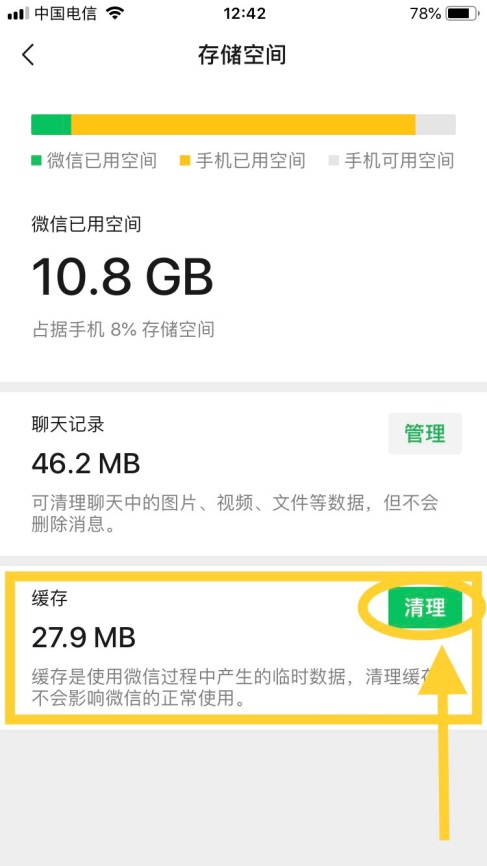 中国电信
12:42
78%
存储空间
微信已用空间
手机已用空间
手机可用空间
微信已用空间
10.8 GB
占据手机 8% 存储空间
聊天记录
管理
46.2 MB
可清理聊天中的图片、视频、文件等数据，但不会
删除消息。
缓存
清理
27.9 MB
缓存是使用微信过程中产生的临时数据，清理缓存
不会影响微信的正常使用。